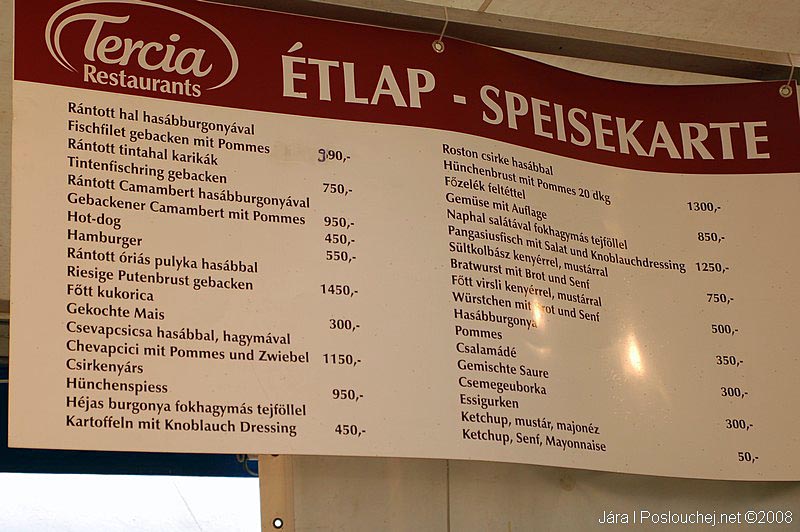 Tercia
Restaurants
ÉTLAP - SPEISEKARTE
Rántott hal hasábburgonyával
Fischfilet gebacken mit Pommes 990,-
Rántott tintahal karikák
Tintenfischring gebacken 750,-
Rántott Camambert hasábburgonyával
Gebackener Camambert mit Pommes 950,-
Hot-dog 450,-
Hamburger 550,-
Rántott óriás pulyka hasábbal
Riesige Putenbrust gebacken 1450,-
Főtt kukorica
Gekochte Mais 300,-
Csevapcsicsa hasábbal, hagymával
Chevapcici mit Pommes und Zwiebel 1150,-
Csirkenyárs
Hünchenspiess 950,-
Héjas burgonya fokhagymás tejföllel
Kartoffeln mit Knoblauch Dressing 450,-
Roston csirke hasábbal
Hünchenbrust mit Pommes 20 dkg 1300,-
Főzelék feltéttel
Gemüse mit Auflage 850,-
Naphal salátával fokhagymás tejföllel
Pangasiusfisch mit Salat und Knoblauchdressing 1250,-
Sültkolbász kenyérrel, mustárral
Bratwurst mit Brot und Senf 750,-
Főtt virsli kenyérrel, mustárral
Würstchen mit Brot und Senf 500,-
Hasábburgonya
Pommes 350,-
Csalamádé
Gemischte Saure 300,-
Csemegeuborka
Essigurken 300,-
Ketchup, mustár, majonéz
Ketchup, Senf, Mayonnaise 50,-
Jára | Poslouchej.net ©2008